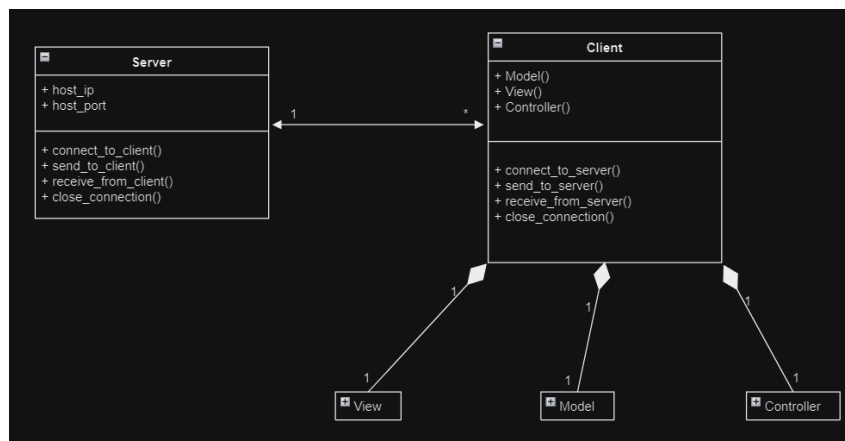 Server
+ host_ip
+ host_port
+ connect_to_client()
+ send_to_client()
+ receive_from_client()
+ close_connection()
1
*
Client
+ Model()
+ View()
+ Controller()
+ connect_to_server()
+ send_to_server()
+ receive_from_server()
+ close_connection()
1
1
1
1
1
1
View
Model
Controller